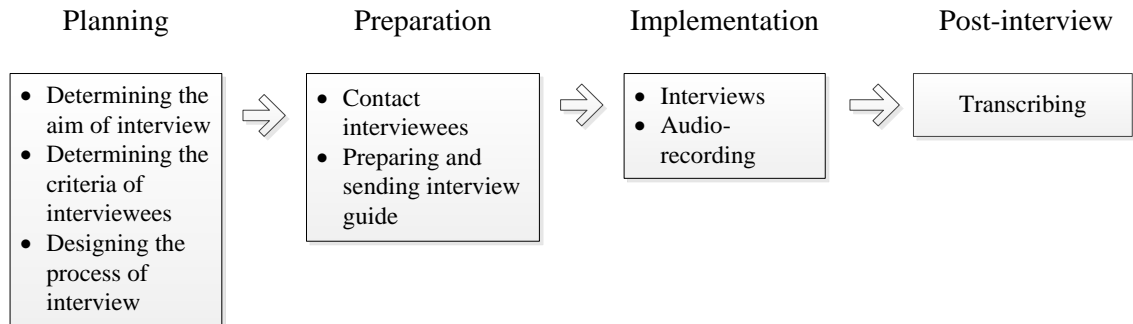 Planning
Preparation
Implementation
Post-interview
• Determining the
aim of interview
• Determining the
criteria of
interviewees
• Designing the
process of
interview
• Contact
interviewees
• Preparing and
sending interview
guide
• Interviews
• Audio-
recording
Transcribing